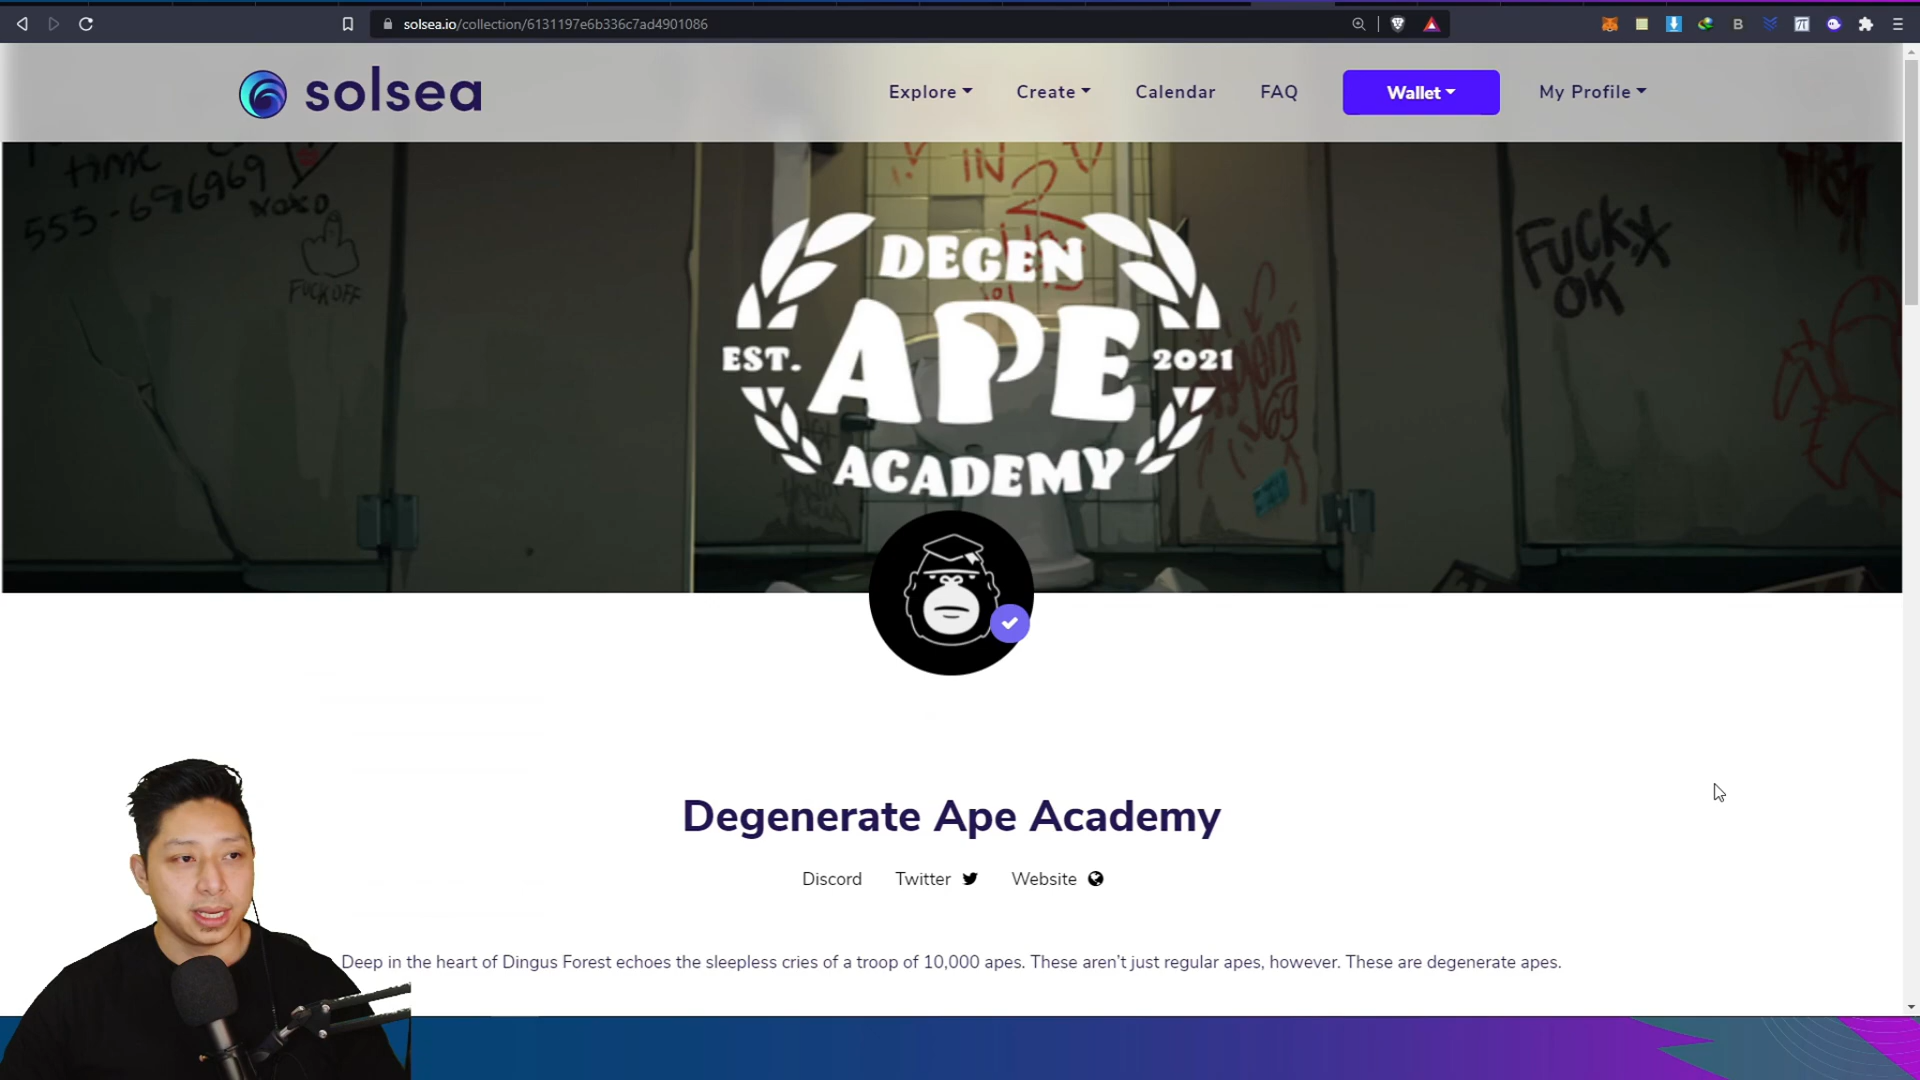 solsea.io/collection/6131197e6b336c7ad4901086
solsea
Explore
Create
Calendar
FAQ
Wallet
My Profile
time
555-696969
xoxo
FUCK OFF
IN
2
FUCK
OK
DEGEN
EST.
APE
2021
ACADEMY
Degenerate Ape Academy
Discord
Twitter
Website
Deep in the heart of Dingus Forest echoes the sleepless cries of a troop of 10,000 apes. These aren't just regular apes, however. These are degenerate apes.